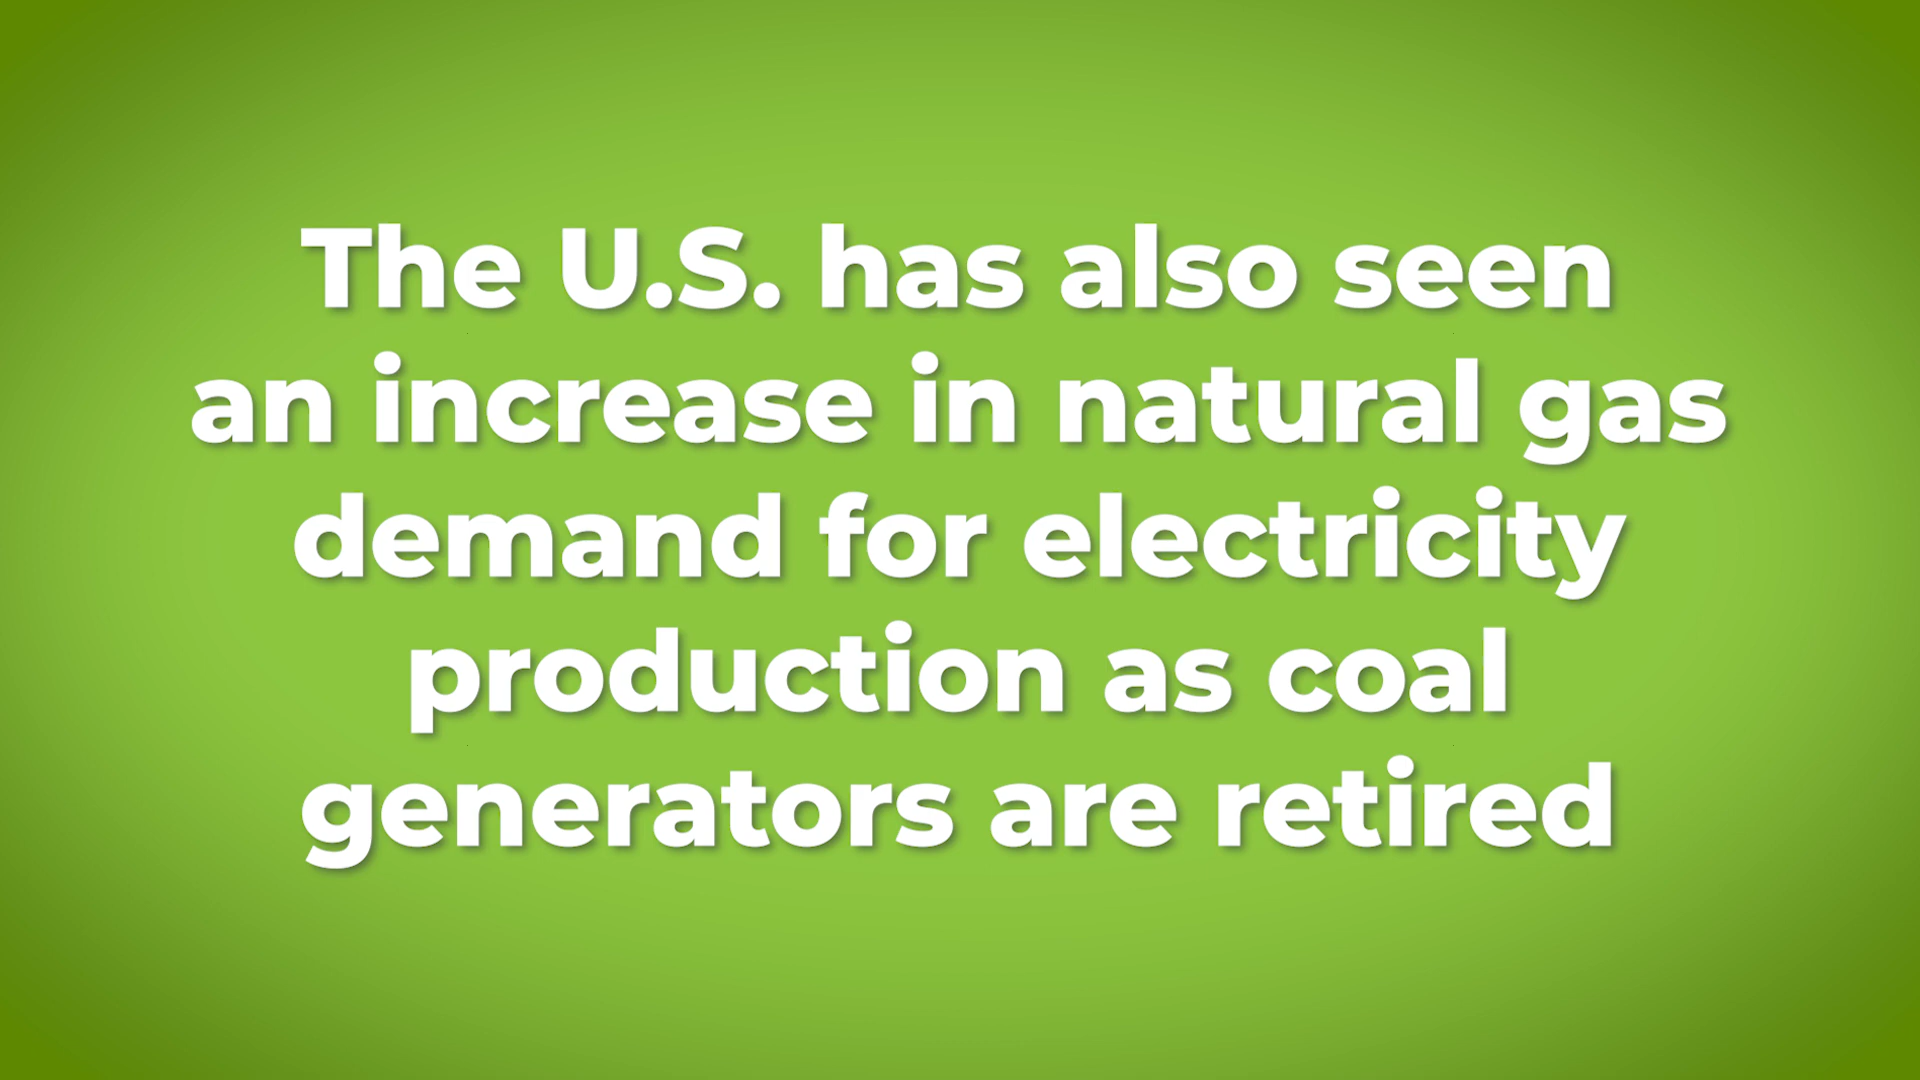 The U.S. has also seen
an increase in natural gas
demand for electricity
production as coal
generators are retired